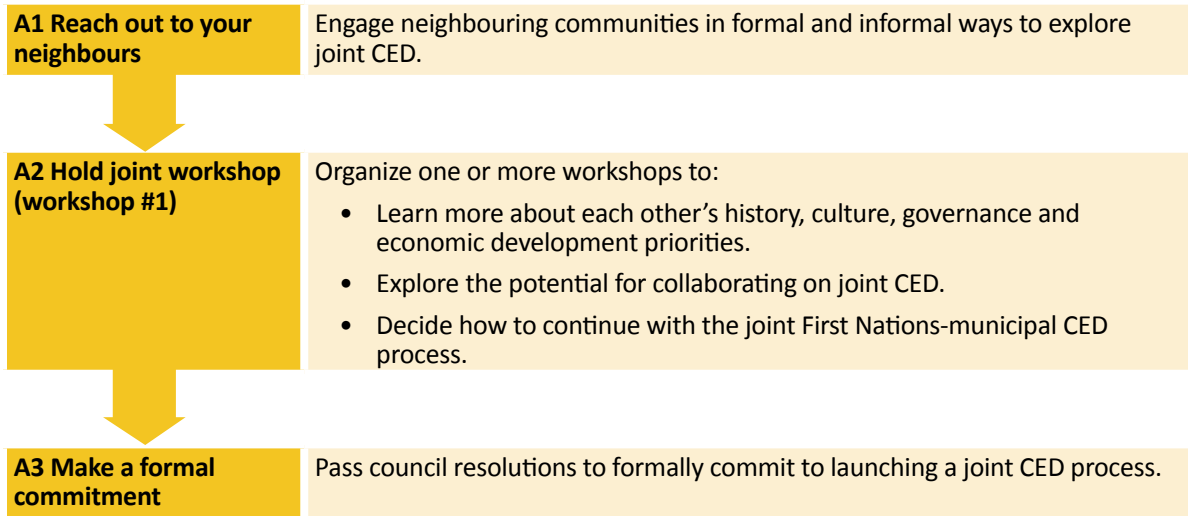 A1 Reach out to your
neighbours
Engage neighbouring communities in formal and informal ways to explore
joint CED.
A2 Hold joint workshop
(workshop #1)
Organize one or more workshops to:
• Learn more about each other’s history, culture, governance and
economic development priorities.
• Explore the potential for collaborating on joint CED.
• Decide how to continue with the joint First Nations-municipal CED
process.
A3 Make a formal
commitment
Pass council resolutions to formally commit to launching a joint CED process.